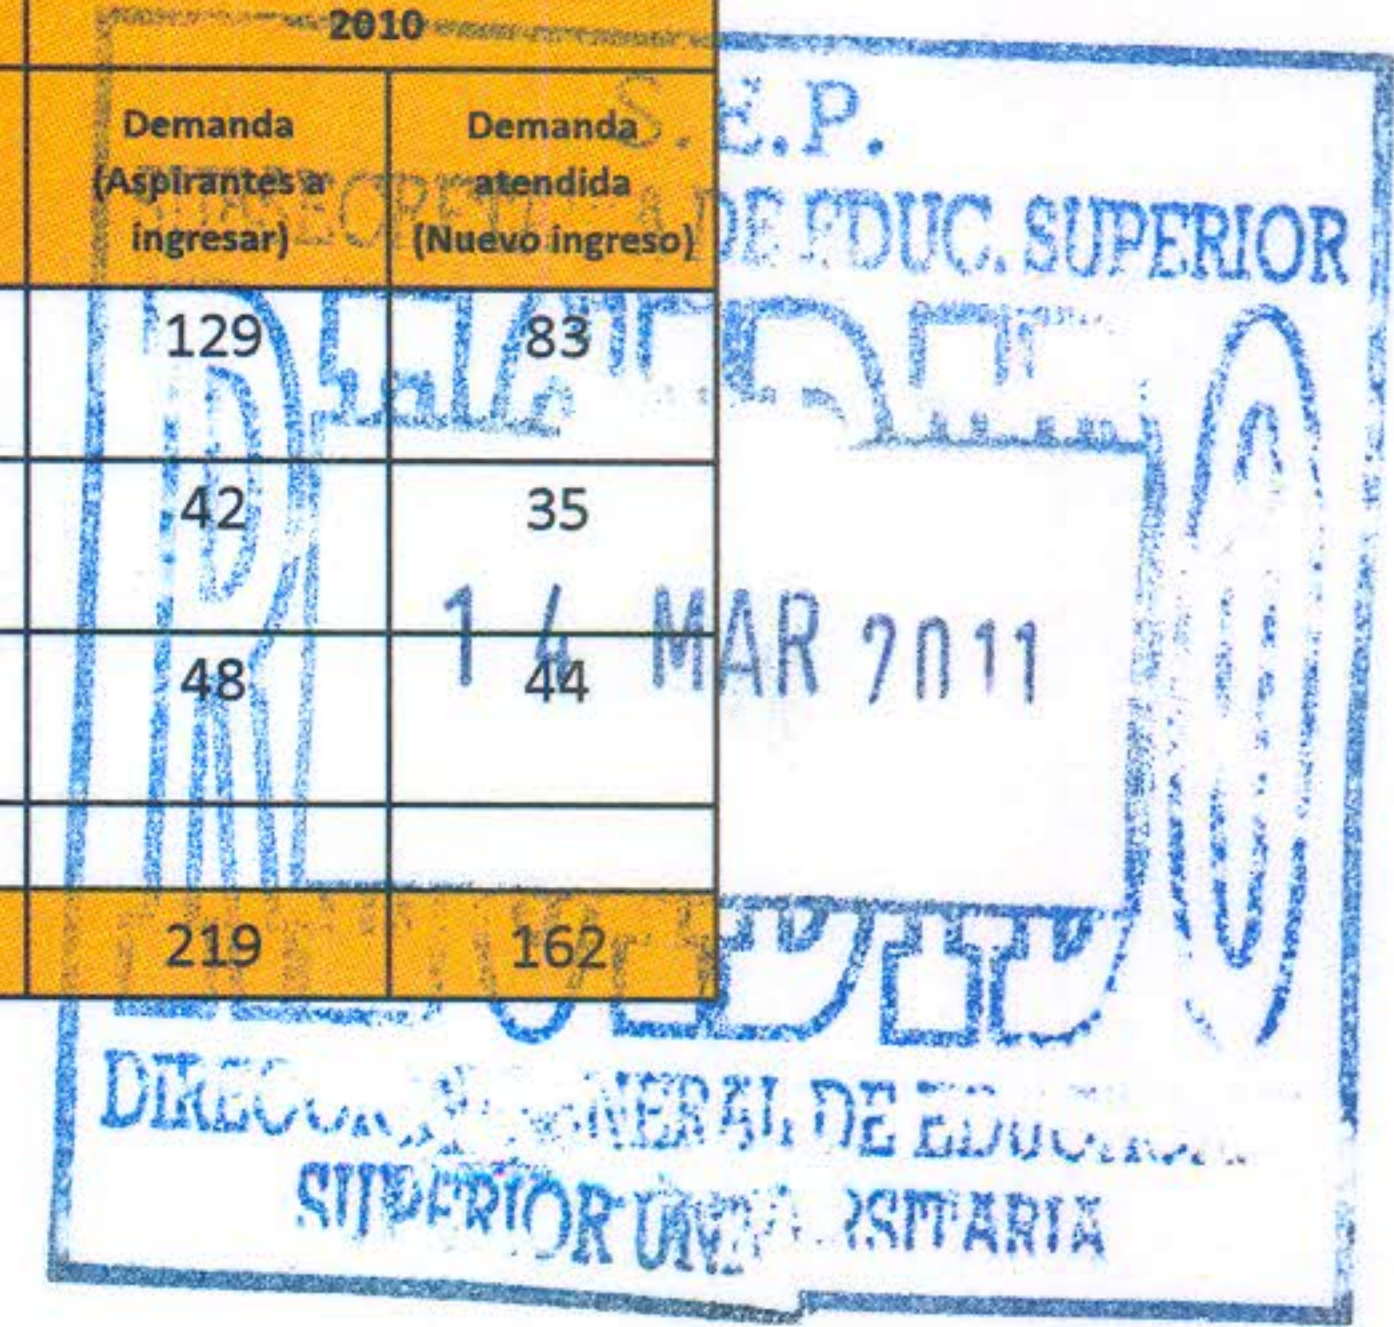 2010
Demanda (Aspirantes a ingresar)
Demanda atendida (Nuevo ingreso)
129 83
42 35
48 44
219 162
S.E.P.
DE EDUC. SUPERIOR
14 MAR 2011
DE
SUPERIOR